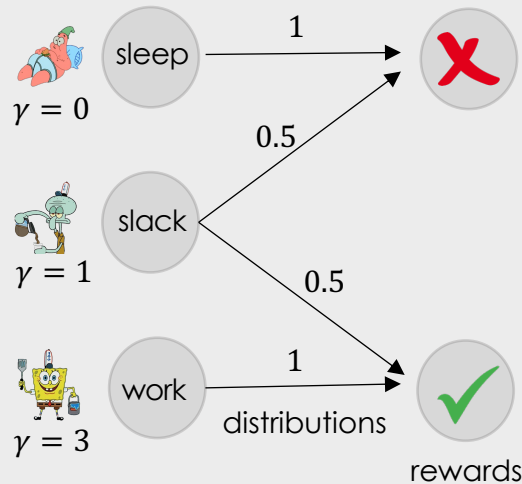 sleep
1
γ = 0
0.5
slack
γ = 1
0.5
work
1
distributions
γ = 3
rewards